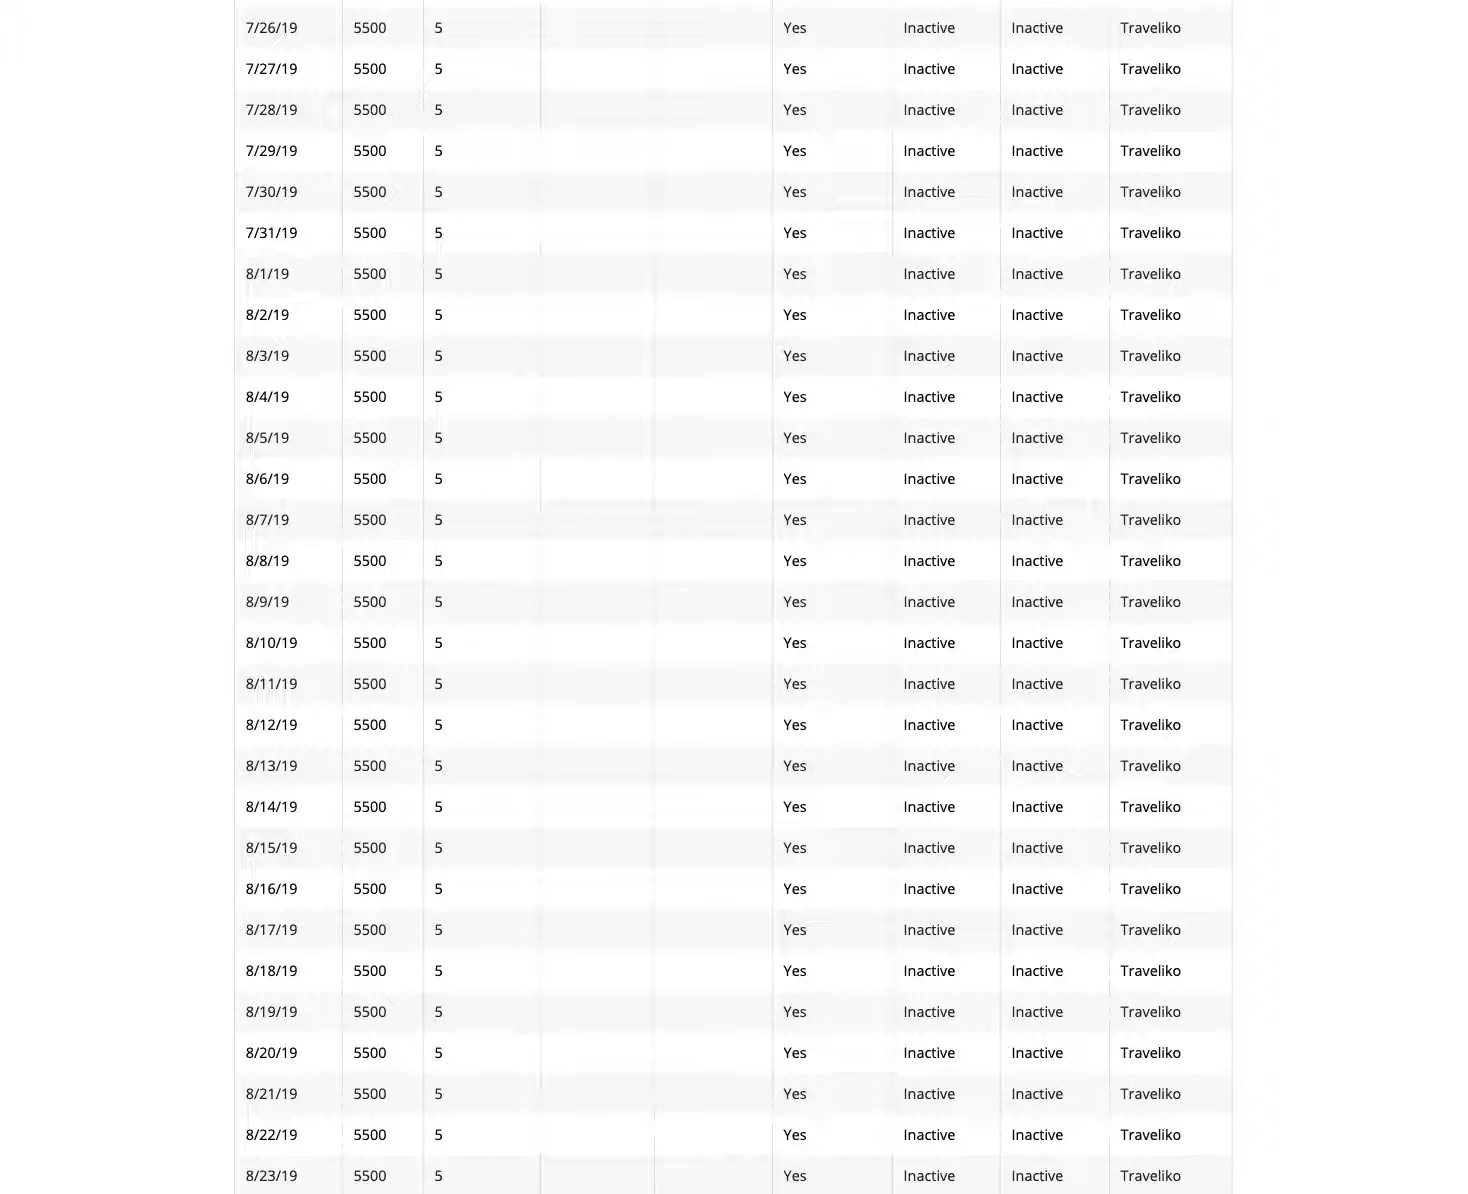 7/26/19 5500 5 Yes Inactive Inactive Traveliko
7/27/19 5500 5 Yes Inactive Inactive Traveliko
7/28/19 5500 5 Yes Inactive Inactive Traveliko
7/29/19 5500 5 Yes Inactive Inactive Traveliko
7/30/19 5500 5 Yes Inactive Inactive Traveliko
7/31/19 5500 5 Yes Inactive Inactive Traveliko
8/1/19 5500 5 Yes Inactive Inactive Traveliko
8/2/19 5500 5 Yes Inactive Inactive Traveliko
8/3/19 5500 5 Yes Inactive Inactive Traveliko
8/4/19 5500 5 Yes Inactive Inactive Traveliko
8/5/19 5500 5 Yes Inactive Inactive Traveliko
8/6/19 5500 5 Yes Inactive Inactive Traveliko
8/7/19 5500 5 Yes Inactive Inactive Traveliko
8/8/19 5500 5 Yes Inactive Inactive Traveliko
8/9/19 5500 5 Yes Inactive Inactive Traveliko
8/10/19 5500 5 Yes Inactive Inactive Traveliko
8/11/19 5500 5 Yes Inactive Inactive Traveliko
8/12/19 5500 5 Yes Inactive Inactive Traveliko
8/13/19 5500 5 Yes Inactive Inactive Traveliko
8/14/19 5500 5 Yes Inactive Inactive Traveliko
8/15/19 5500 5 Yes Inactive Inactive Traveliko
8/16/19 5500 5 Yes Inactive Inactive Traveliko
8/17/19 5500 5 Yes Inactive Inactive Traveliko
8/18/19 5500 5 Yes Inactive Inactive Traveliko
8/19/19 5500 5 Yes Inactive Inactive Traveliko
8/20/19 5500 5 Yes Inactive Inactive Traveliko
8/21/19 5500 5 Yes Inactive Inactive Traveliko
8/22/19 5500 5 Yes Inactive Inactive Traveliko
8/23/19 5500 5 Yes Inactive Inactive Traveliko